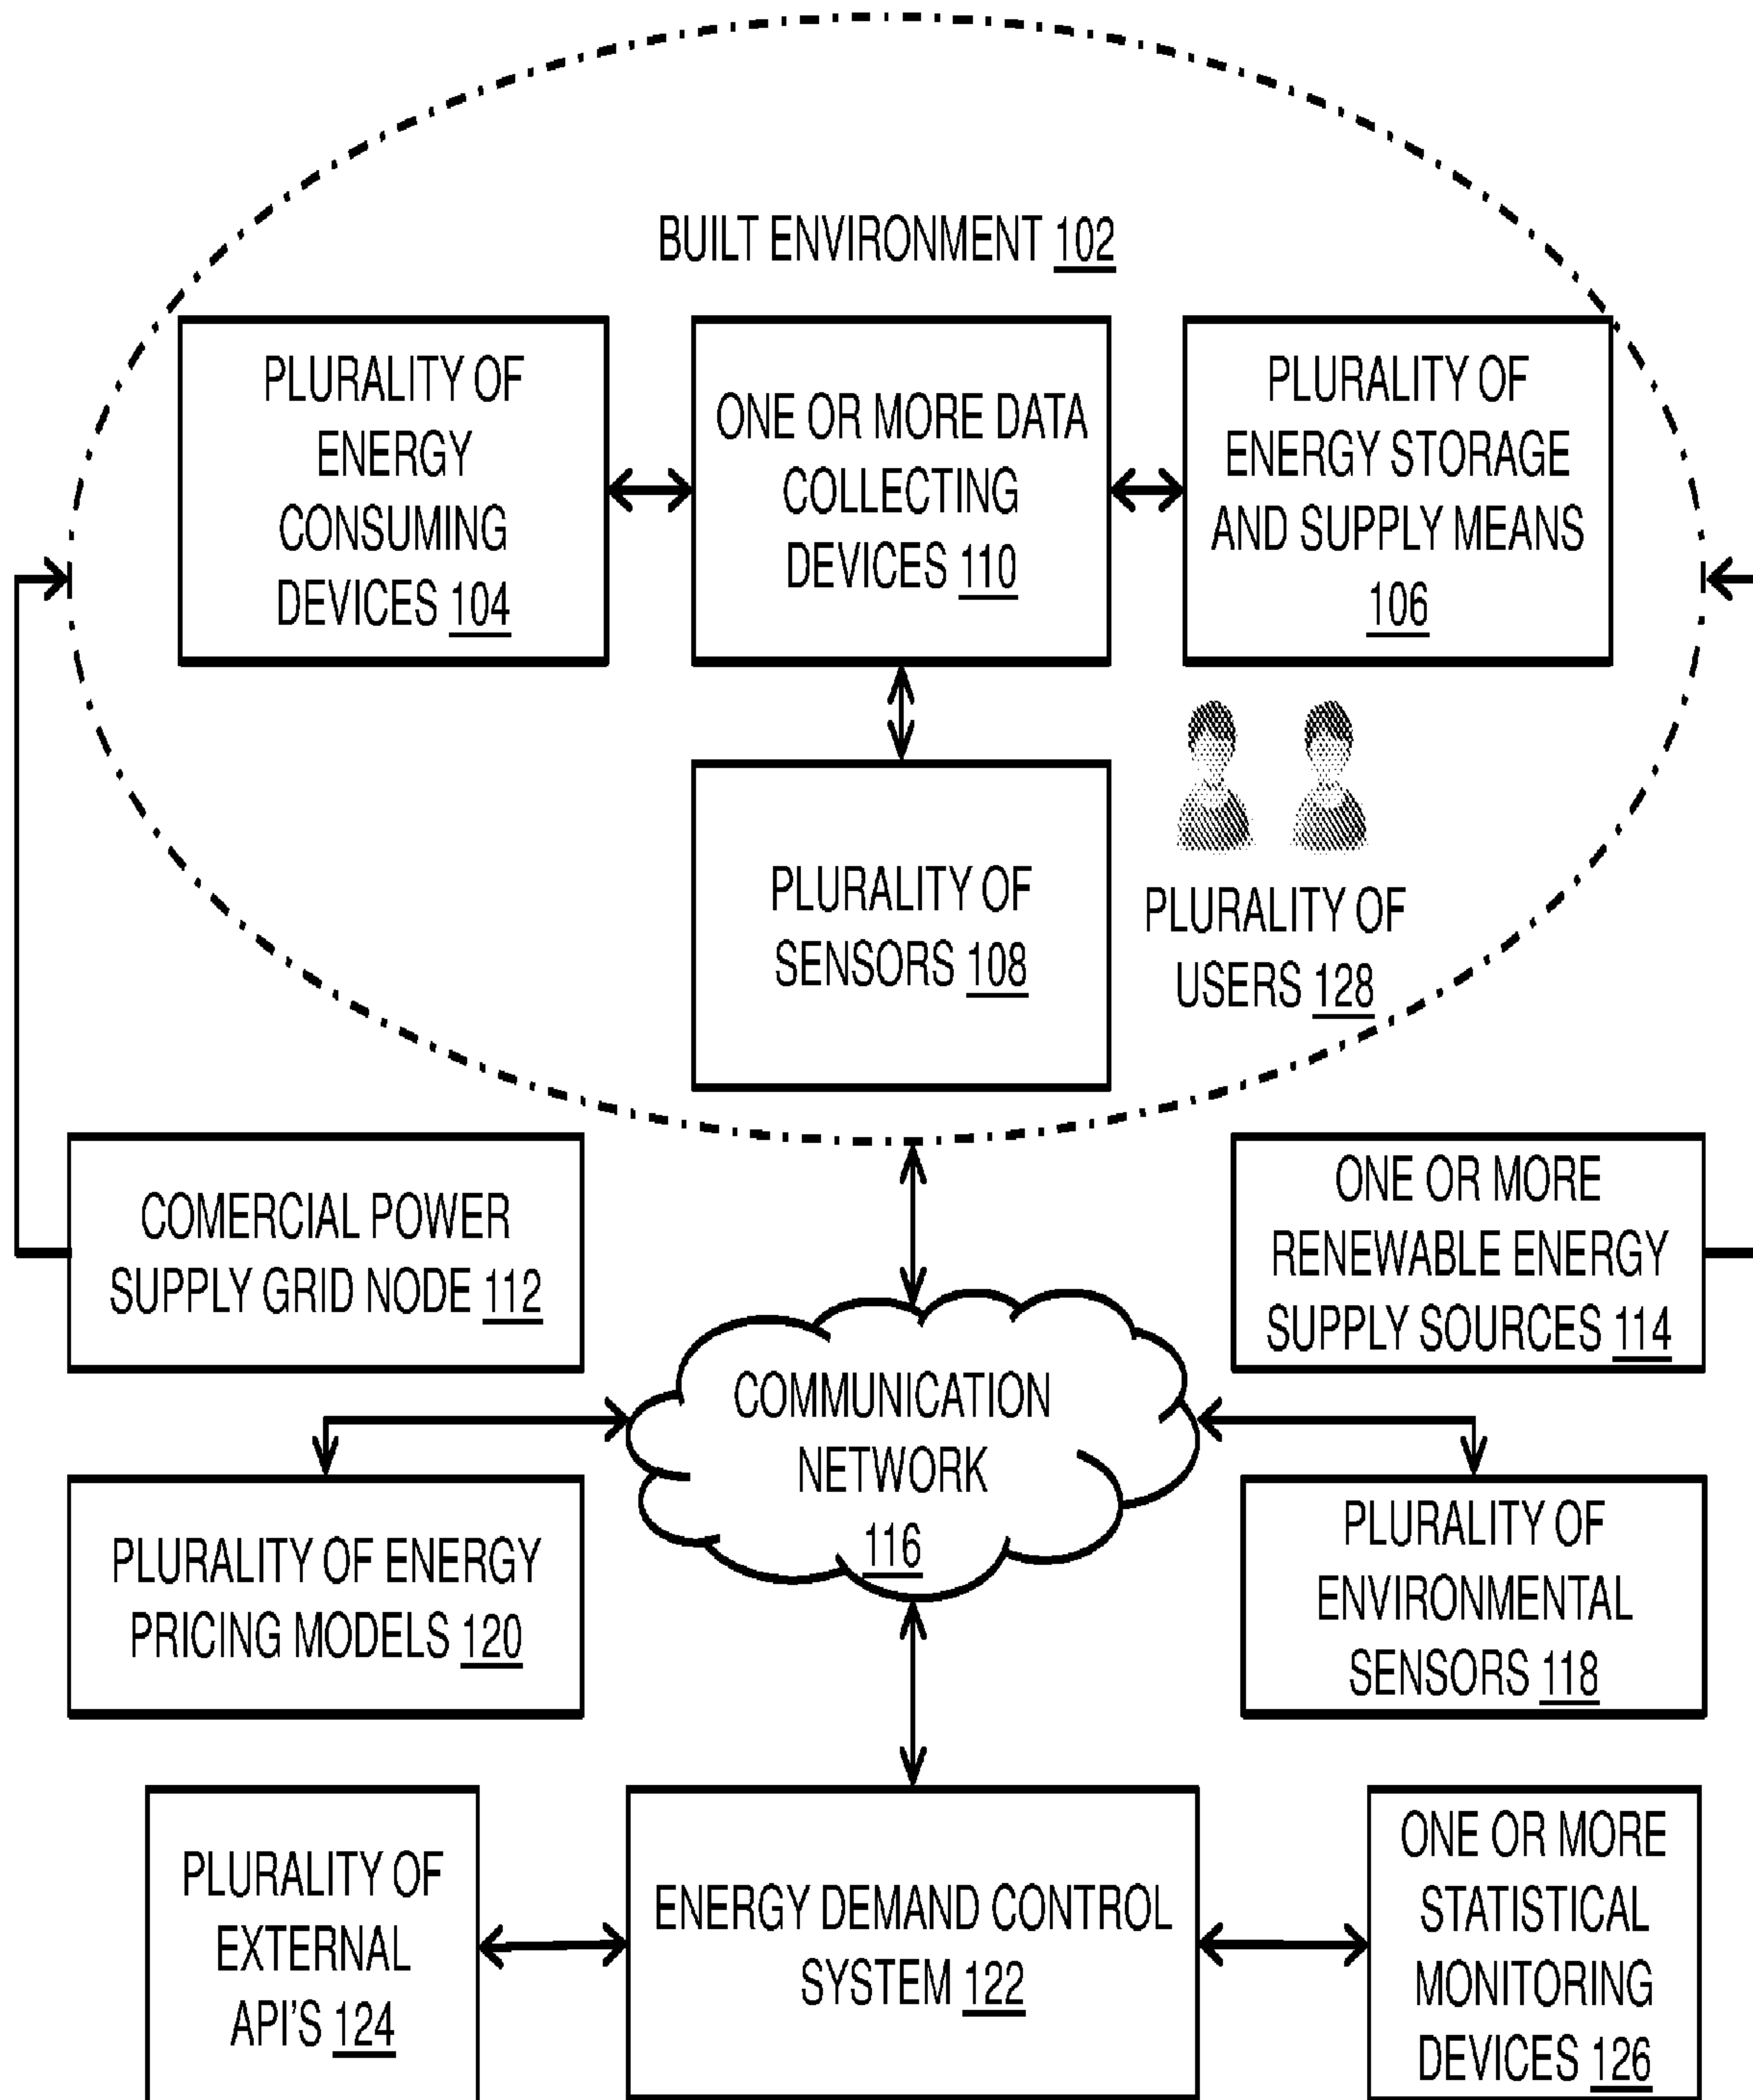 BUILT ENVIRONMENT 102
PLURALITY OF
ENERGY
CONSUMING
DEVICES 104
ONE OR MORE DATA
COLLECTING
DEVICES 110
PLURALITY OF
ENERGY STORAGE
AND SUPPLY MEANS
106
PLURALITY OF
SENSORS 108
PLURALITY OF
USERS 128
COMERCIAL POWER
SUPPLY GRID NODE 112
ONE OR MORE
RENEWABLE ENERGY
SUPPLY SOURCES 114
COMMUNICATION
NETWORK
116
PLURALITY OF ENERGY
PRICING MODELS 120
PLURALITY OF
ENVIRONMENTAL
SENSORS 118
PLURALITY OF
EXTERNAL
API'S 124
ENERGY DEMAND CONTROL
SYSTEM 122
ONE OR MORE
STATISTICAL
MONITORING
DEVICES 126